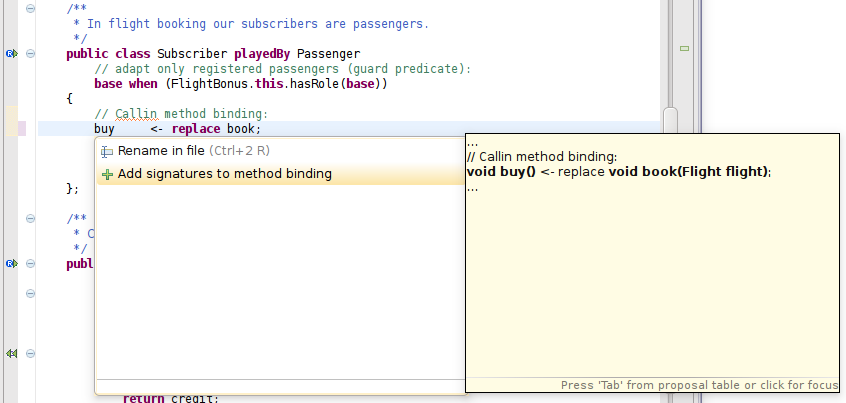 /**
* In flight booking our subscribers are passengers.
*/
public class Subscriber playedBy Passenger
// adapt only registered passengers (guard predicate):
base when (FlightBonus.this.hasRole(base))
{
// Callin method binding:
buy <- replace book;
Rename in file (Ctrl+2 R)
Add signatures to method binding
...
// Callin method binding:
void buy() <- replace void book(Flight flight);
...
Press 'Tab' from proposal table or click for focus
};
/**
* C
*/
publ
return credit;